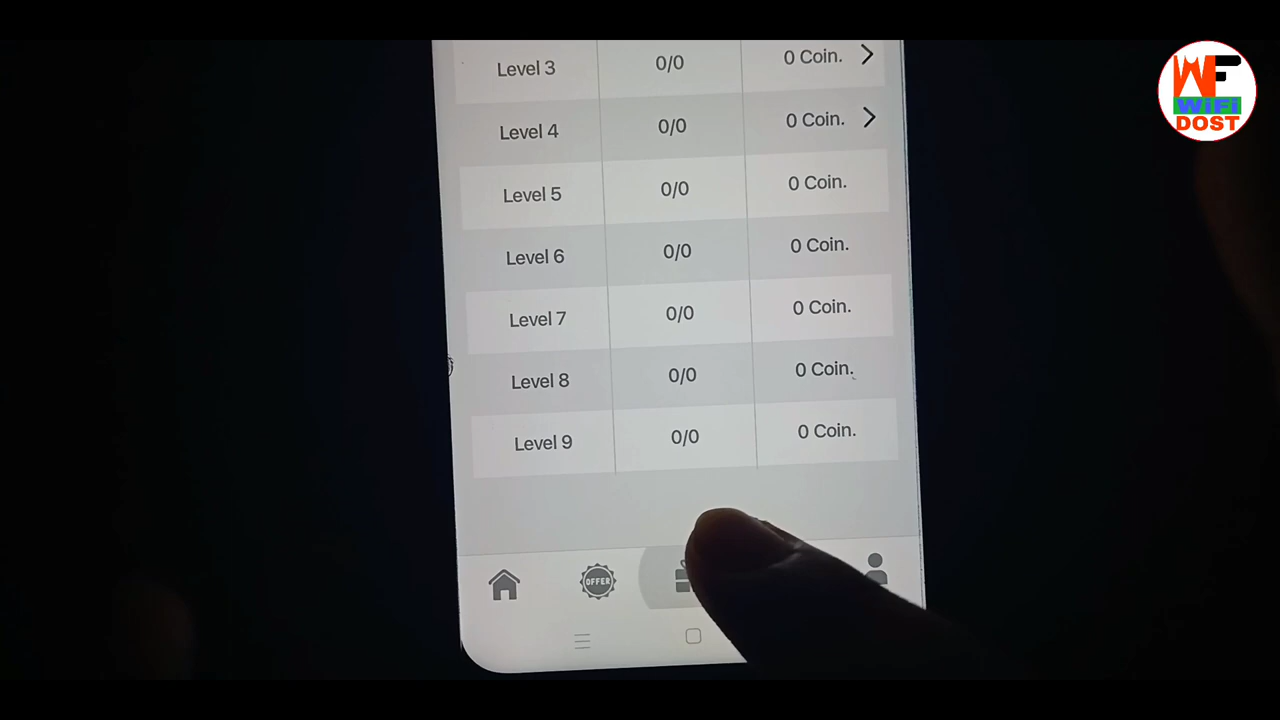 WF
WiFi
DOST
Level 3 0/0 0 Coin.
Level 4 0/0 0 Coin.
Level 5 0/0 0 Coin.
Level 6 0/0 0 Coin.
Level 7 0/0 0 Coin.
Level 8 0/0 0 Coin.
Level 9 0/0 0 Coin.
OFFER